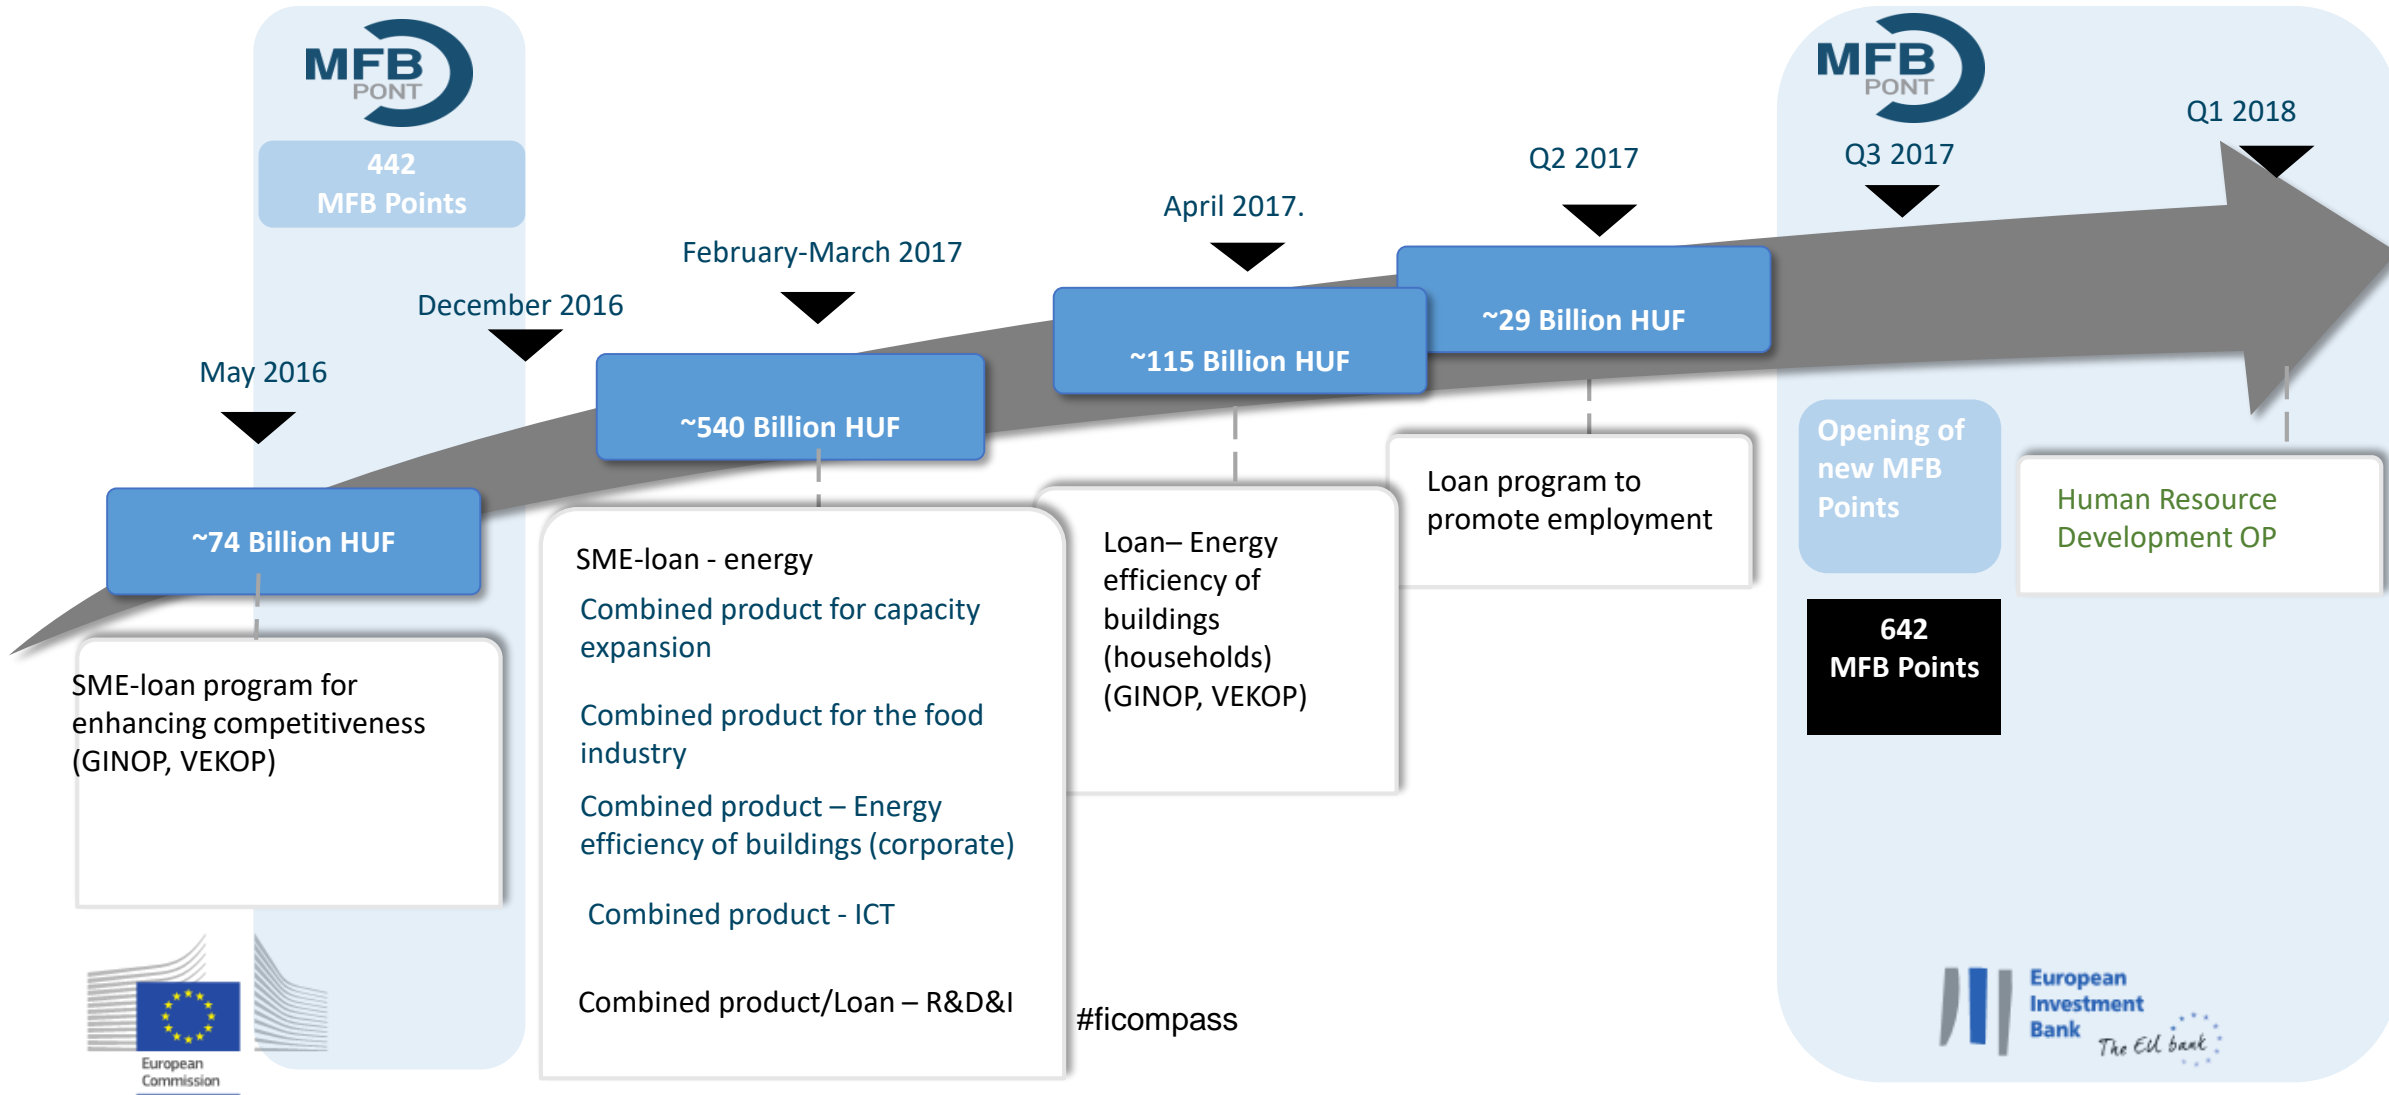 MFB
PONT
442
MFB Points
May 2016
December 2016
February-March 2017
April 2017.
Q2 2017
MFB
PONT
Q3 2017
Q1 2018
~74 Billion HUF
~540 Billion HUF
~115 Billion HUF
~29 Billion HUF
SME-loan program for
enhancing competitiveness
(GINOP, VEKOP)
SME-loan - energy
Combined product for capacity
expansion
Combined product for the food
industry
Combined product – Energy
efficiency of buildings (corporate)
Combined product - ICT
Combined product/Loan – R&D&I
Loan– Energy
efficiency of
buildings
(households)
(GINOP, VEKOP)
Loan program to
promote employment
Opening of
new MFB
Points
642
MFB Points
Human Resource
Development OP
European
Commission
#ficompass
European
Investment
Bank
The EU bank